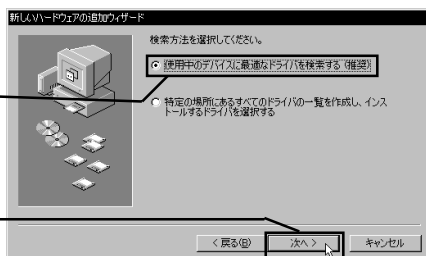 新しいハードウェアの追加ウィザード
検索方法を選択してください。
使用中のデバイスに最適なドライバを検索する（推奨）
特定の場所にあるすべてのドライバの一覧を作成し、インス
トールするドライバを選択する
< 戻る(B)
次へ >
キャンセル